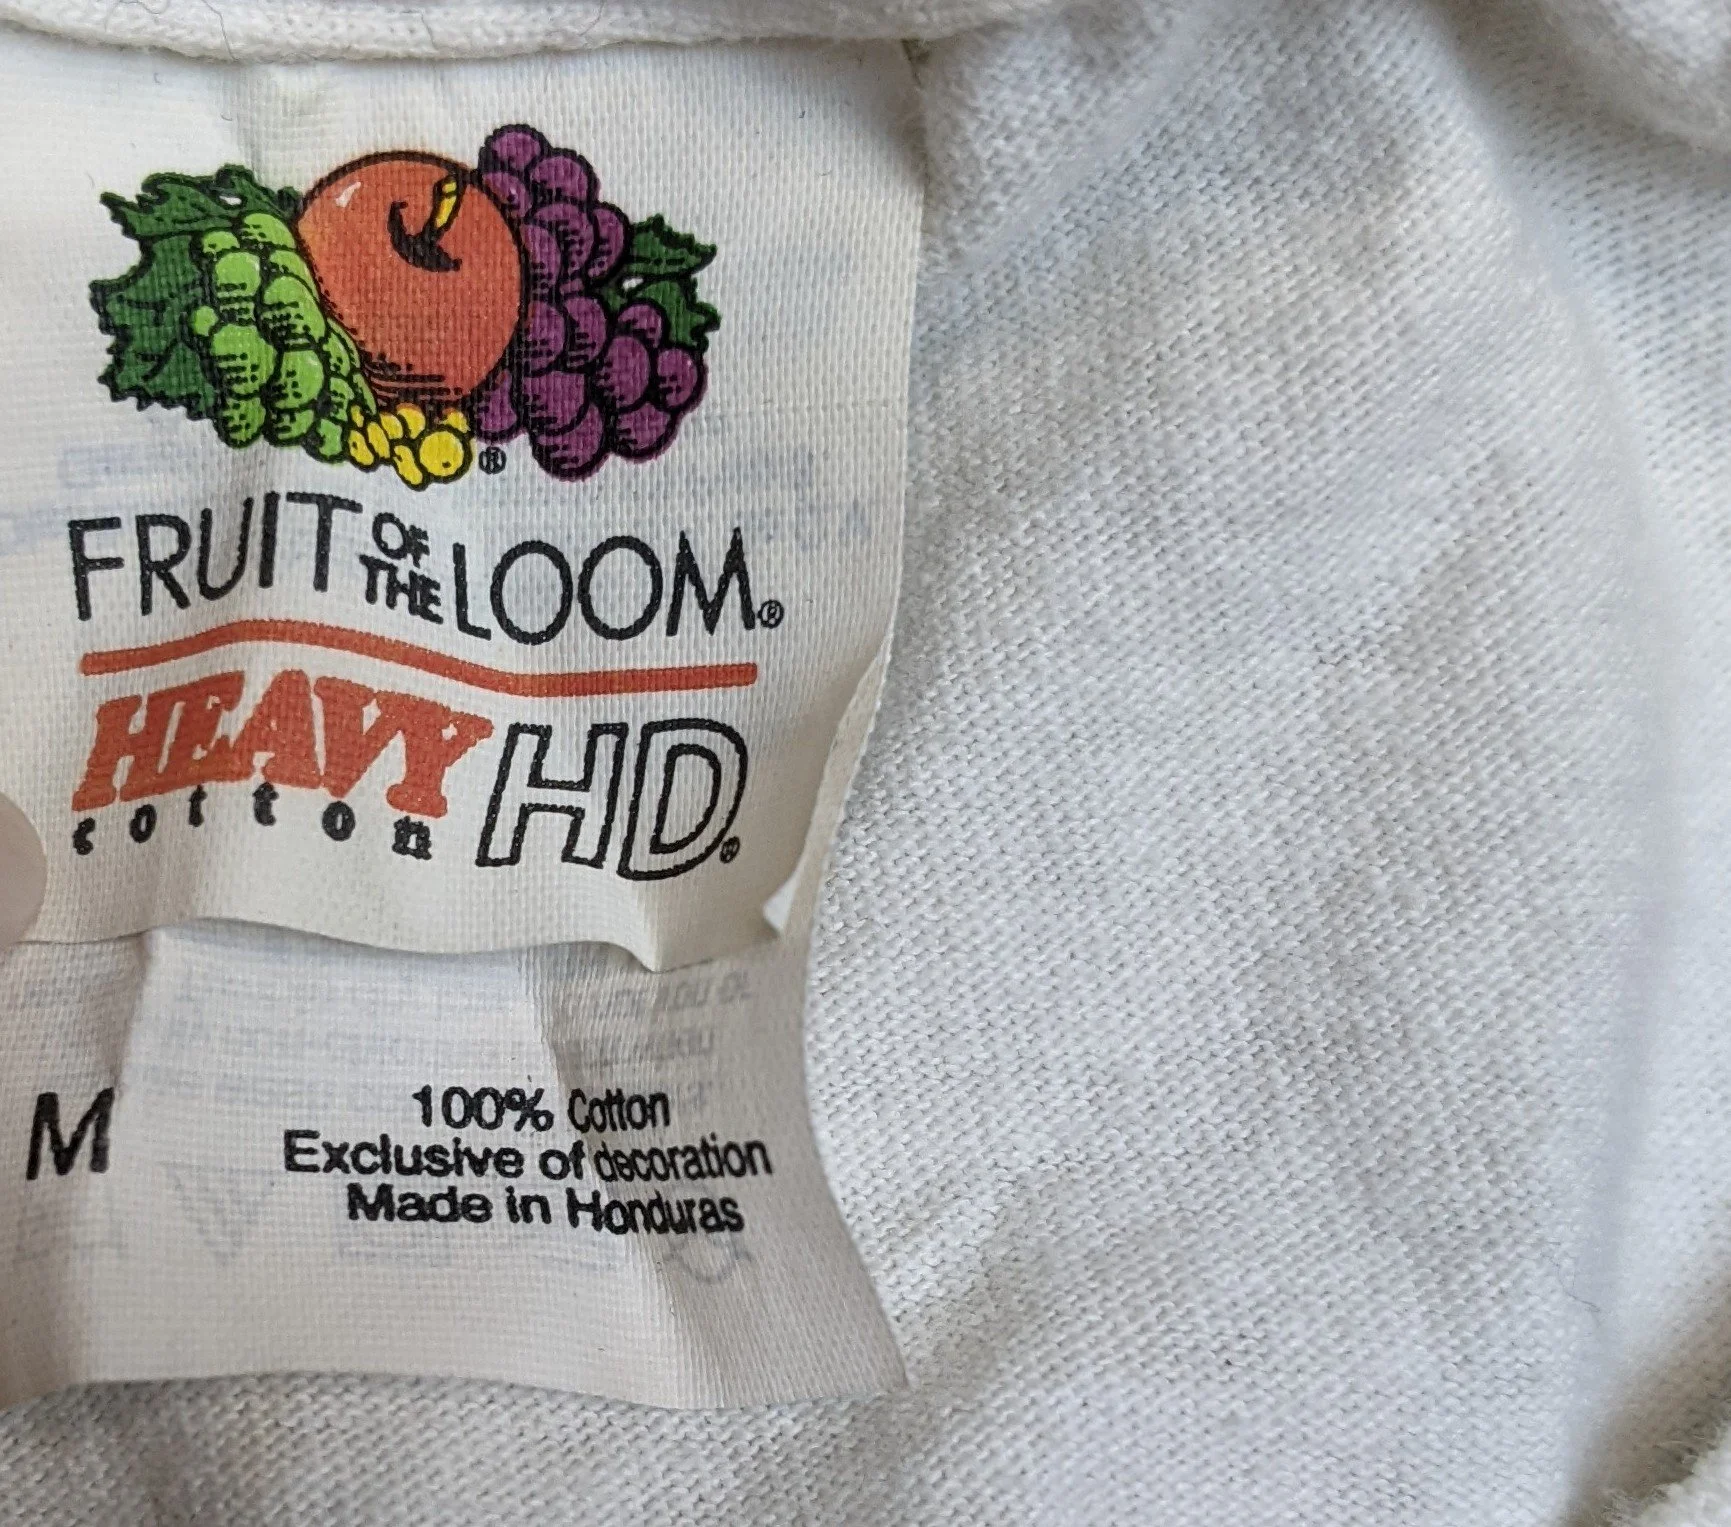 ®
FRUIT OF THE LOOM®
HEAVY HD®
cotton
M
100% Cotton
Exclusive of decoration
Made in Honduras